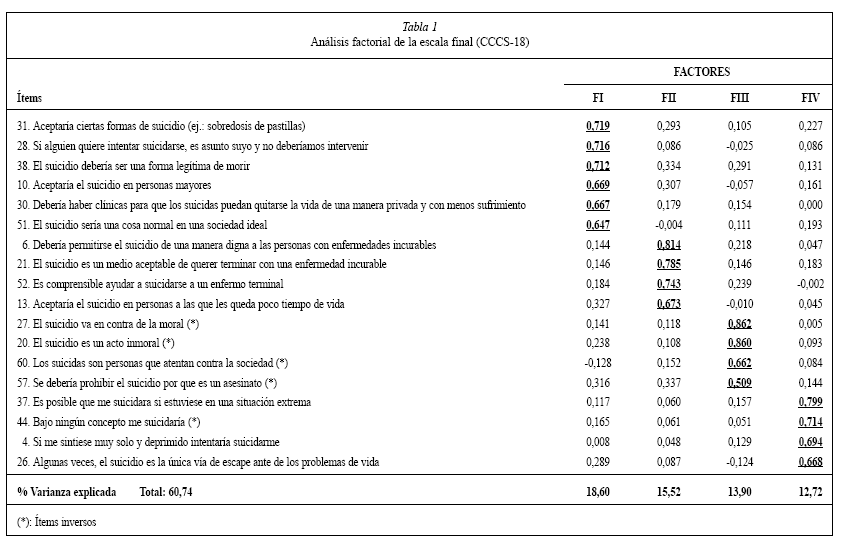 Tabla 1
Análisis factorial de la escala final (CCCS-18)
FACTORES
Ítems FI FII FIII FIV
31. Aceptaría ciertas formas de suicidio (ej.: sobredosis de pastillas) 0,719 0,293 0,105 0,227
28. Si alguien quiere intentar suicidarse, es asunto suyo y no deberíamos intervenir 0,716 0,086 -0,025 0,086
38. El suicidio debería ser una forma legítima de morir 0,712 0,334 0,291 0,131
10. Aceptaría el suicidio en personas mayores 0,669 0,307 -0,057 0,161
30. Debería haber clínicas para que los suicidas puedan quitarse la vida de una manera privada y con menos sufrimiento 0,667 0,179 0,154 0,000
51. El suicidio sería una cosa normal en una sociedad ideal 0,647 -0,004 0,111 0,193
6. Debería permitirse el suicidio de una manera digna a las personas con enfermedades incurables 0,144 0,814 0,218 0,047
21. El suicidio es un medio aceptable de querer terminar con una enfermedad incurable 0,146 0,785 0,146 0,183
52. Es comprensible ayudar a suicidarse a un enfermo terminal 0,184 0,743 0,239 -0,002
13. Aceptaría el suicidio en personas a las que les queda poco tiempo de vida 0,327 0,673 -0,010 0,045
27. El suicidio va en contra de la moral (*) 0,141 0,118 0,862 0,005
20. El suicidio es un acto inmoral (*) 0,238 0,108 0,860 0,093
60. Los suicidas son personas que atentan contra la sociedad (*) -0,128 0,152 0,662 0,084
57. Se debería prohibir el suicidio por que es un asesinato (*) 0,316 0,337 0,509 0,144
37. Es posible que me suicidara si estuviese en una situación extrema 0,117 0,060 0,157 0,799
44. Bajo ningún concepto me suicidaría (*) 0,165 0,061 0,051 0,714
4. Si me sintiese muy solo y deprimido intentaría suicidarme 0,008 0,048 0,129 0,694
26. Algunas veces, el suicidio es la única vía de escape ante de los problemas de vida 0,289 0,087 -0,124 0,668
% Varianza explicada Total: 60,74 18,60 15,52 13,90 12,72
(*): Ítems inversos